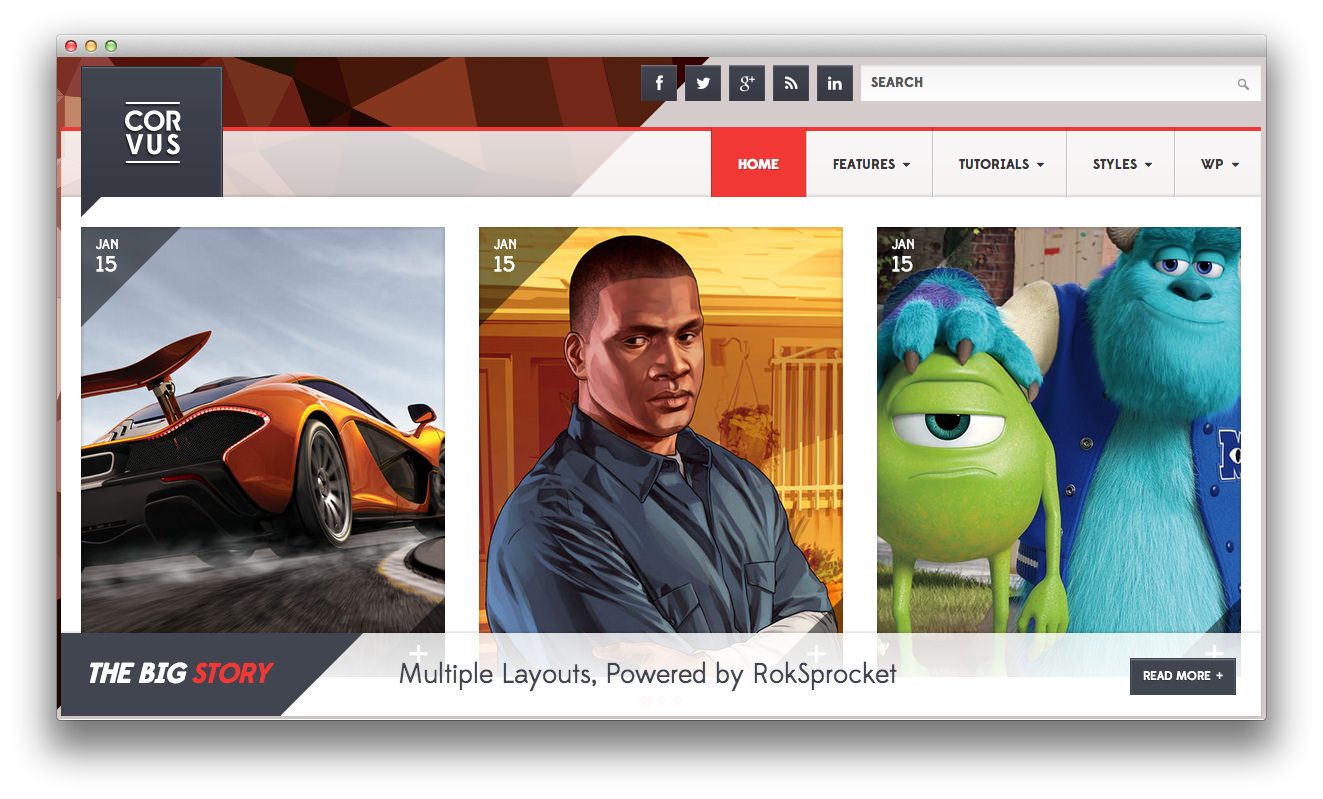 COR
VUS
f
g+
in
SEARCH
HOME
FEATURES
TUTORIALS
STYLES
WP
JAN
15
JAN
15
JAN
15
M
THE BIG STORY
Multiple Layouts, Powered by RokSprocket
READ MORE +